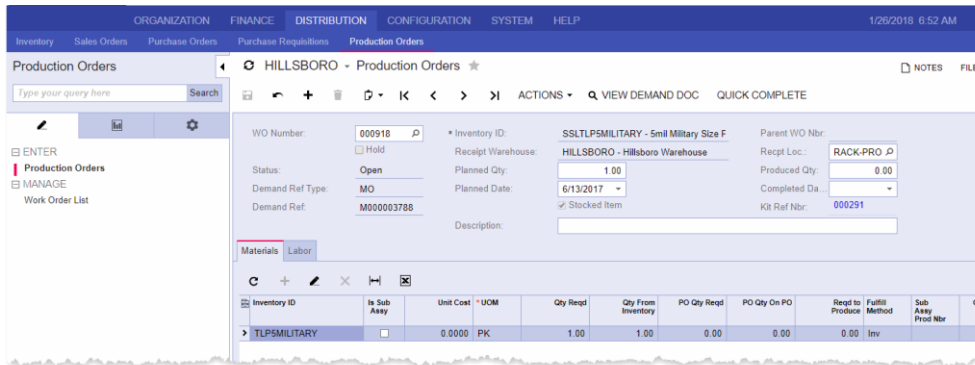 ORGANIZATION FINANCE DISTRIBUTION CONFIGURATION SYSTEM HELP 1/26/2018 6:52 AM
Inventory Sales Orders Purchase Orders Purchase Requisitions Production Orders
Production Orders
HILLSBORO - Production Orders
NOTES FILE
Type your query here
Search
ACTIONS VIEW DEMAND DOC QUICK COMPLETE
ENTER
Production Orders
MANAGE
Work Order List
WO Number: 000918 * Inventory ID: SSLTLP5MILITARY - 5mil Military Size F Parent WO Nbr:
Hold Receipt Warehouse: HILLSBORO - Hillsboro Warehouse Recpt Loc.: RACK-PRO
Status: Open Planned Qty: 1.00 Produced Qty: 0.00
Demand Ref Type: MO Planned Date: 6/13/2017 Completed Da...
Demand Ref: M000003788 Stocked Item Kit Ref Nbr: 000291
Description:
Materials Labor
Inventory ID Is Sub Assy Unit Cost * UOM Qty Reqd Qty From Inventory PO Qty Reqd PO Qty On PO Reqd to Produce Fulfill Method Sub Assy Prod Nbr
TLP5MILITARY 0.0000 PK 1.00 1.00 0.00 0.00 0.00 Inv